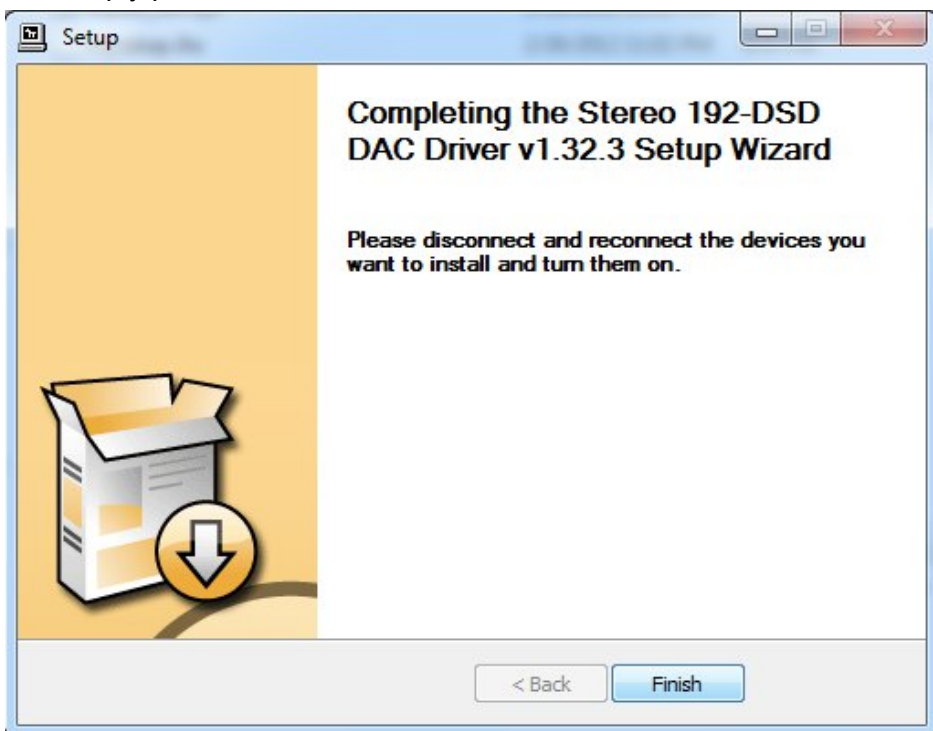 Setup
Completing the Stereo 192-DSD
DAC Driver v1.32.3 Setup Wizard
Please disconnect and reconnect the devices you
want to install and turn them on.
< Back
Finish